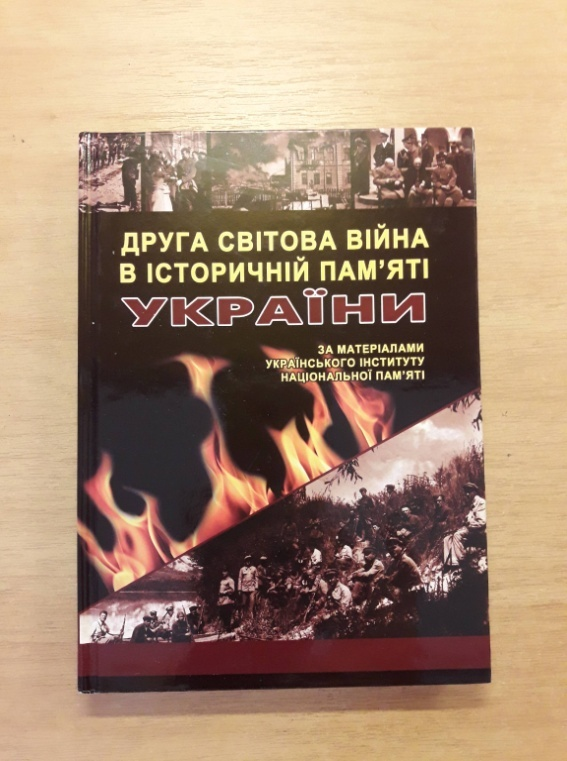 ДРУГА СВІТОВА ВІЙНА
В ІСТОРИЧНІЙ ПАМ'ЯТІ
УКРАЇНИ
ЗА МАТЕРІАЛАМИ
УКРАЇНСЬКОГО ІНСТИТУТУ
НАЦІОНАЛЬНОЇ ПАМ'ЯТІ